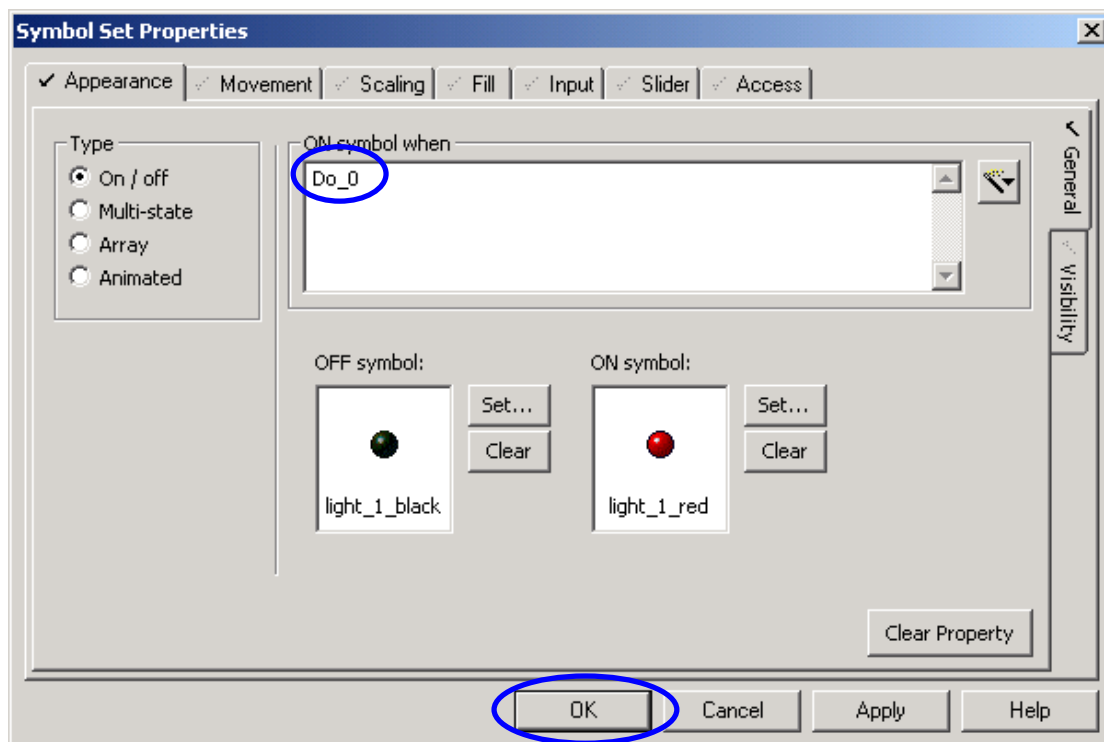 Symbol Set Properties
Appearance Movement Scaling Fill Input Slider Access
Type
On / off
Multi-state
Array
Animated
ON symbol when
Do_0
General
Visibility
OFF symbol:
light_1_black
Set...
Clear
ON symbol:
light_1_red
Set...
Clear
Clear Property
OK Cancel Apply Help